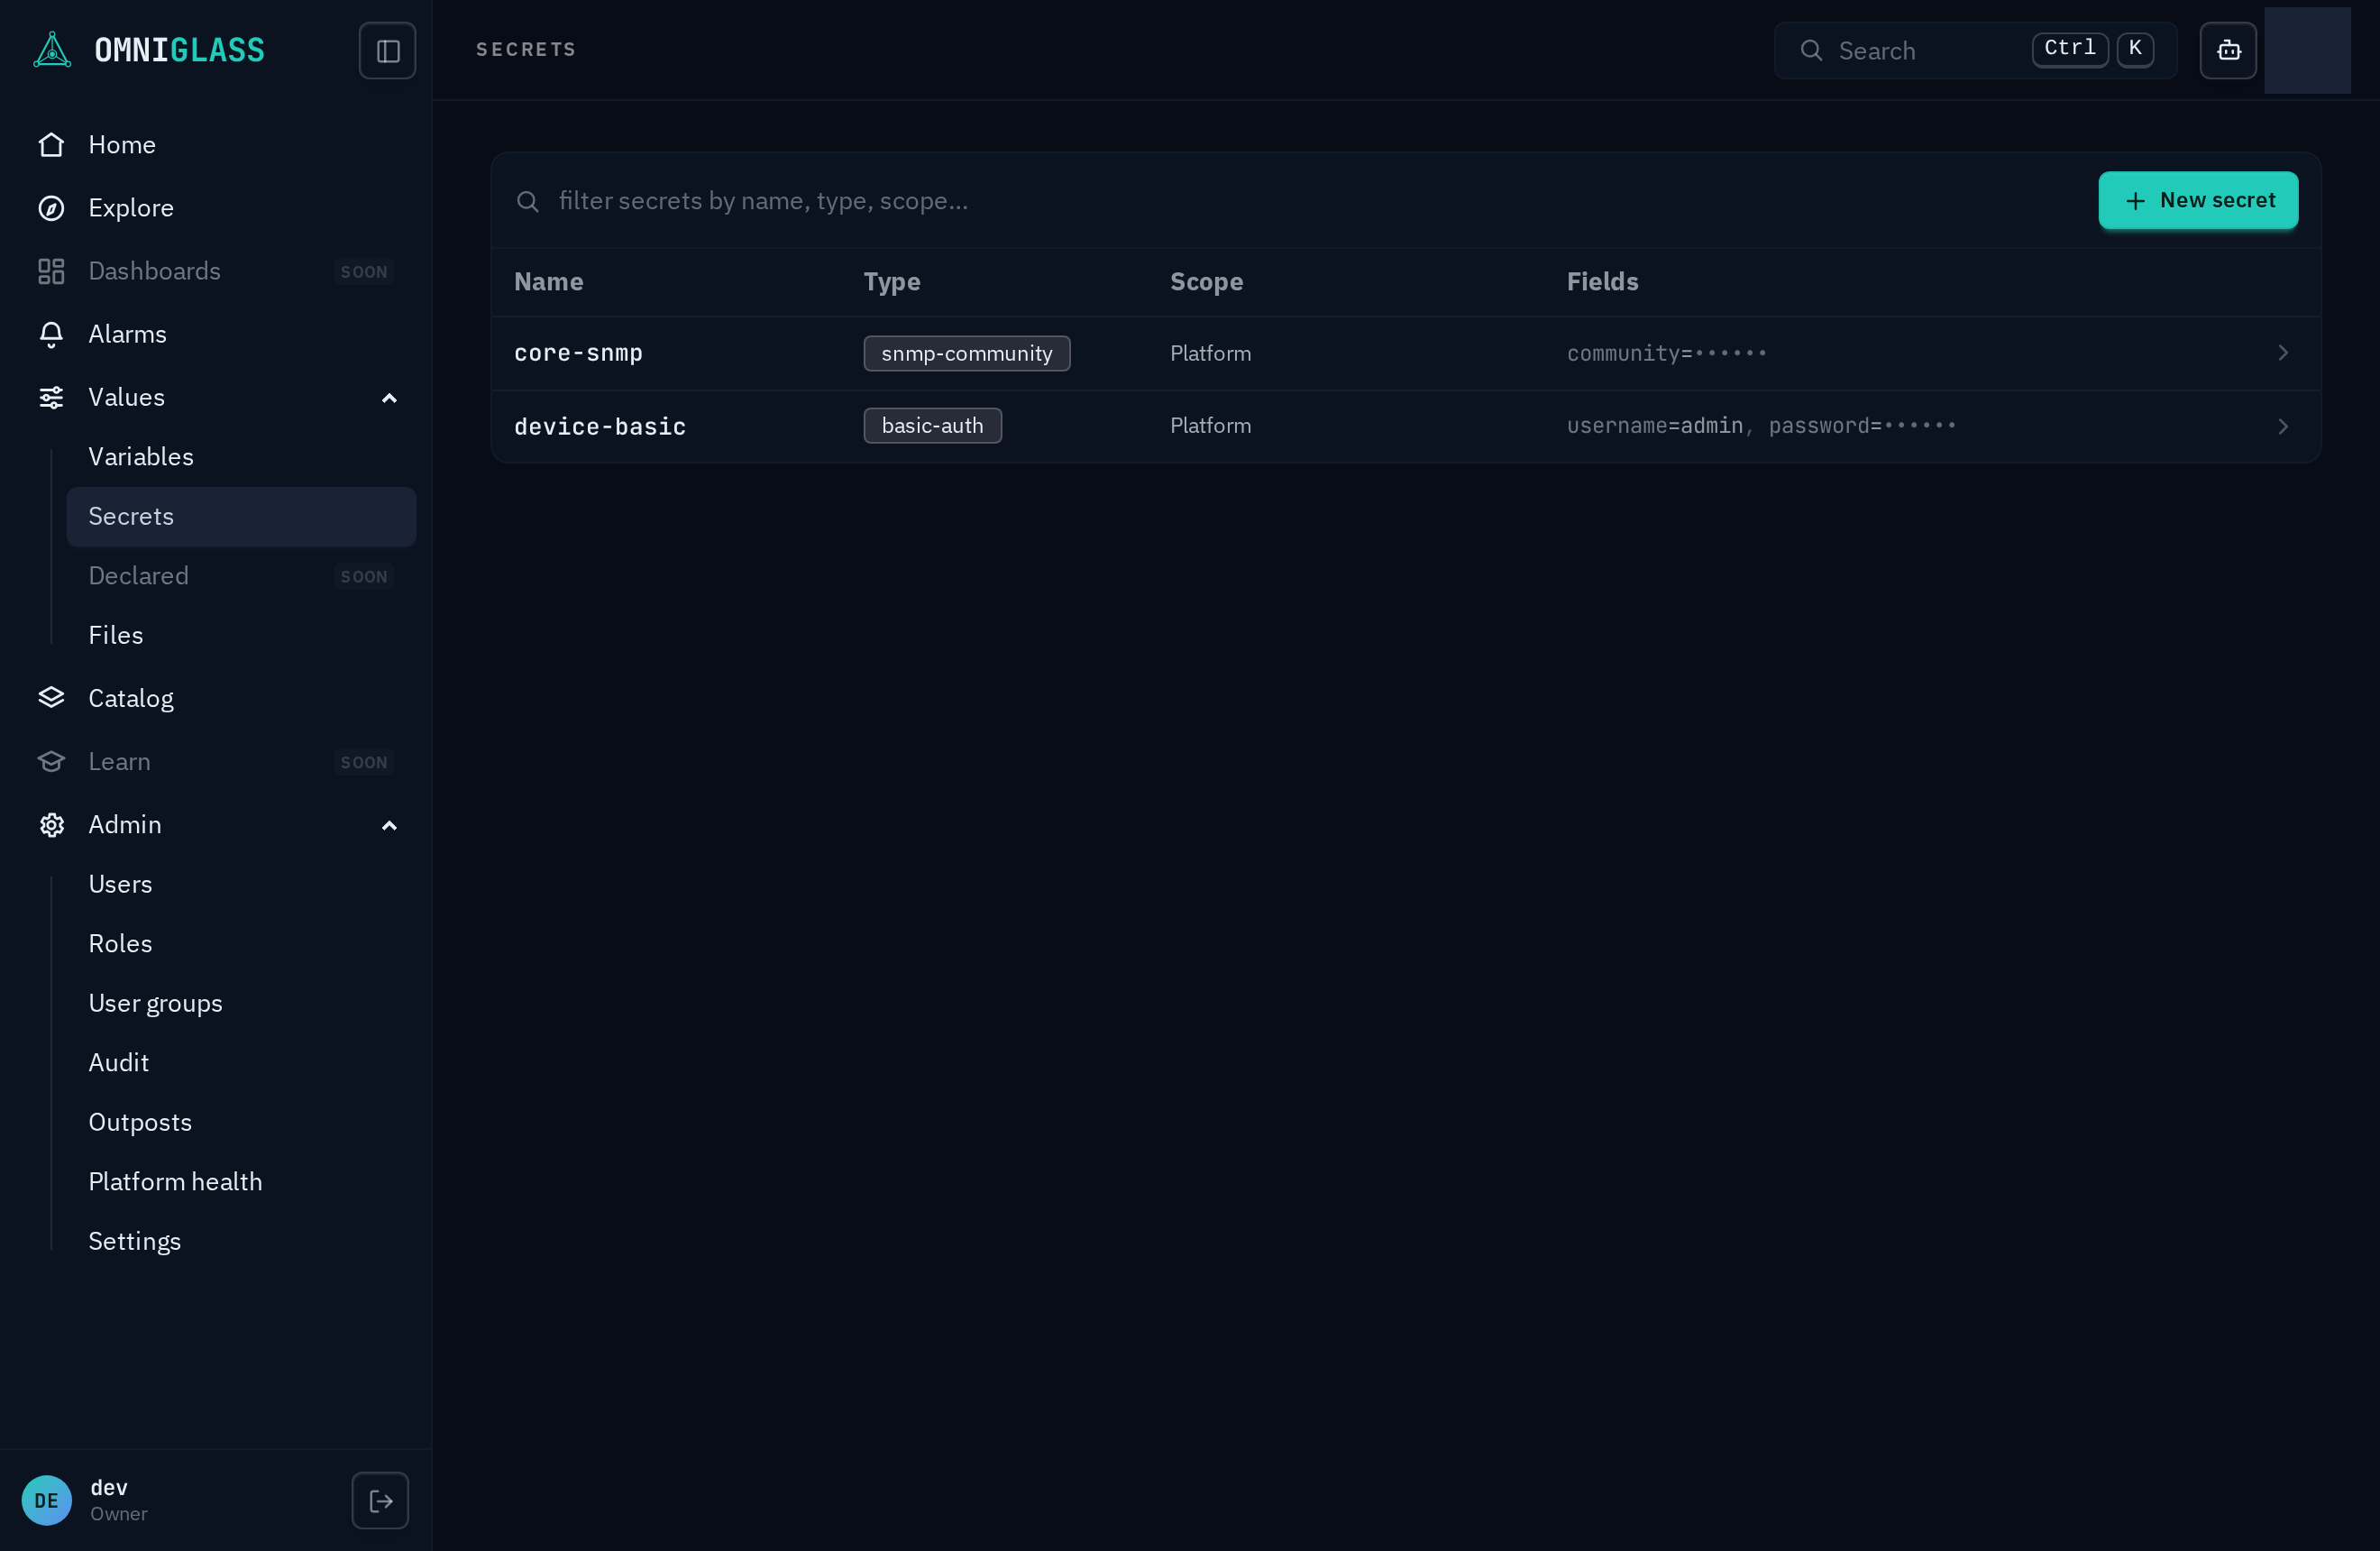 OMNIGLASS
SECRETS
Search Ctrl K
Home
Explore
Dashboards SOON
Alarms
Values
Variables
Secrets
Declared SOON
Files
Catalog
Learn SOON
Admin
Users
Roles
User groups
Audit
Outposts
Platform health
Settings
DE dev
Owner
filter secrets by name, type, scope...
New secret
Name Type Scope Fields
core-snmp snmp-community Platform community=••••••
device-basic basic-auth Platform username=admin, password=••••••